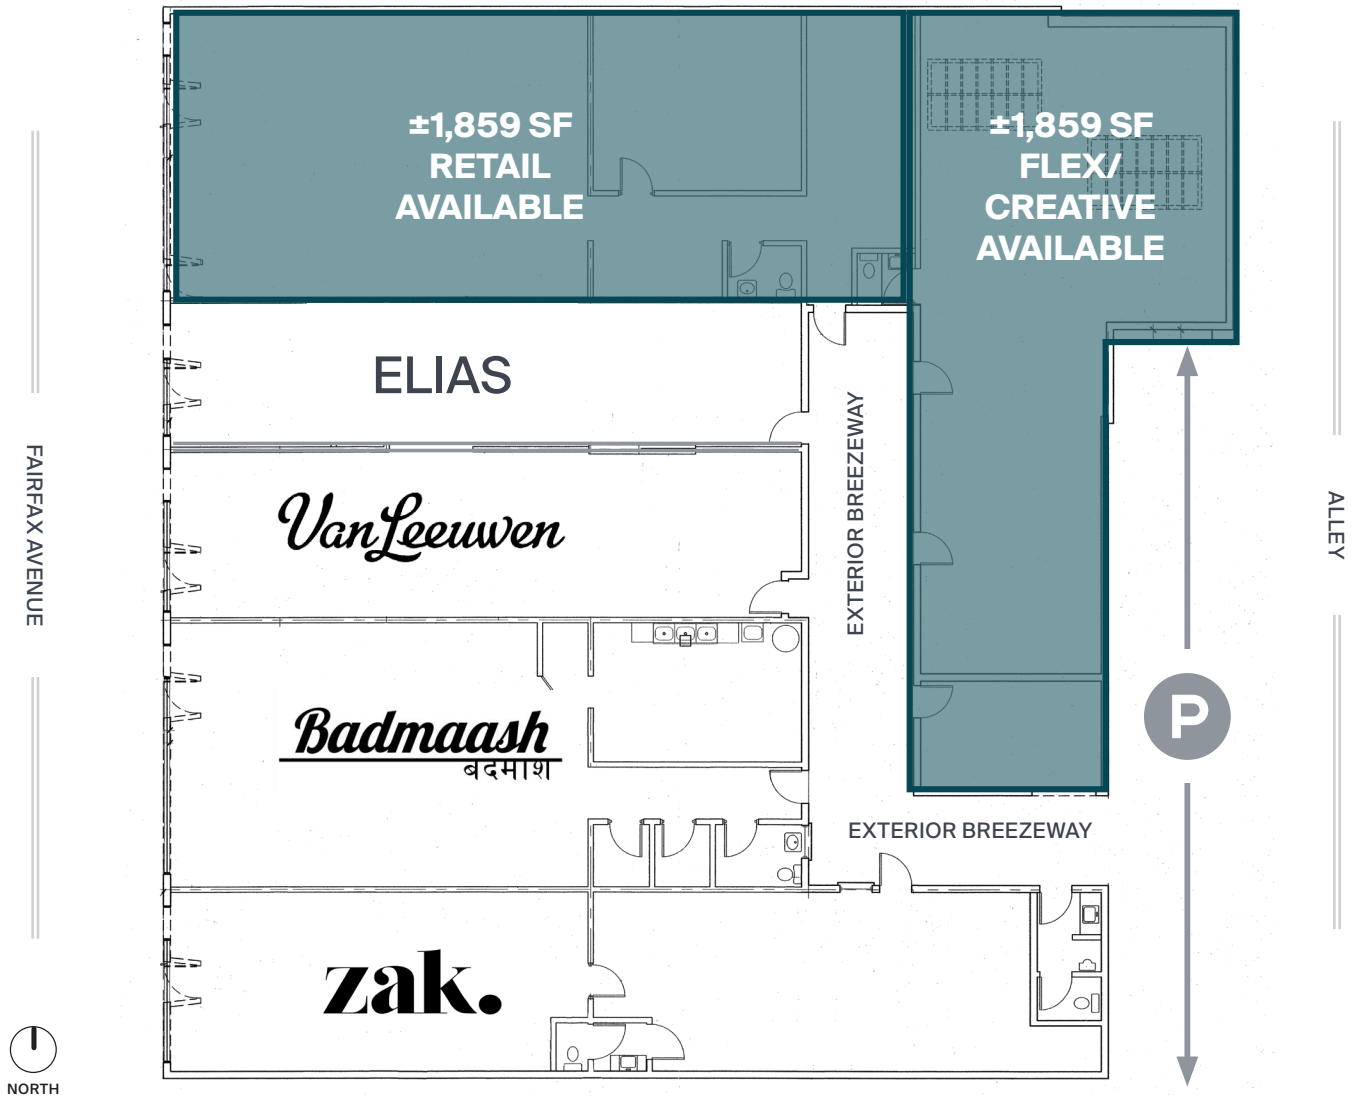 ±1,859 SF
RETAIL
AVAILABLE
±1,859 SF
FLEX/
CREATIVE
AVAILABLE
ELIAS
VanLeeuwen
Badmaash
बदमाश
zak.
EXTERIOR BREEZEWAY
EXTERIOR BREEZEWAY
FAIRFAX AVENUE
ALLEY
P
NORTH